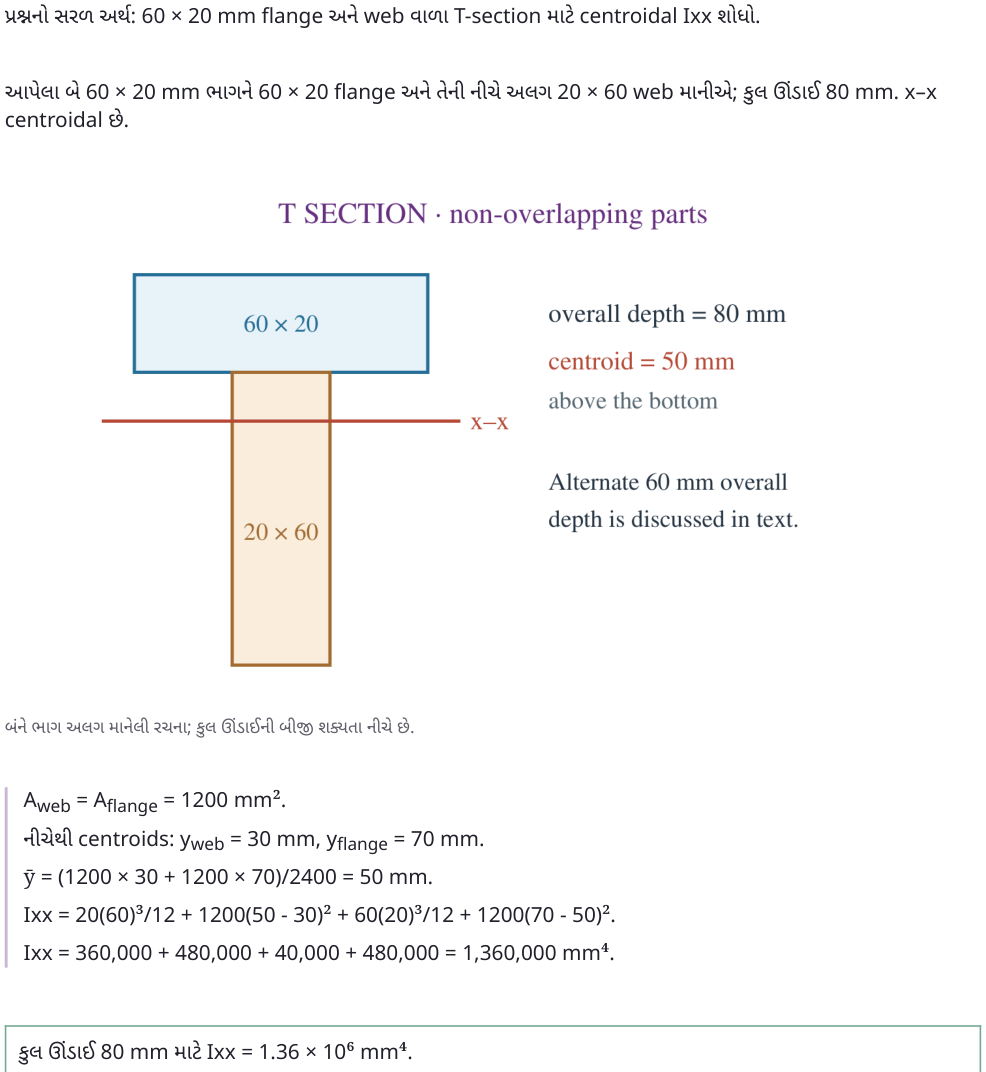 પ્રશ્નનો સરળ અર્થ: 60 × 20 mm flange અને web વાળા T-section માટે centroidal Ixx શોધો.
આપેલા બે 60 × 20 mm ભાગને 60 × 20 flange અને તેની નીચે અલગ 20 × 60 web માનીએ; કુલ ઊંડાઈ 80 mm. x–x
centroidal છે.
T SECTION · non-overlapping parts
60 × 20
overall depth = 80 mm
centroid = 50 mm
above the bottom
x–x
Alternate 60 mm overall
depth is discussed in text.
20 × 60
બંને ભાગ અલગ માનેલી રચના; કુલ ઊંડાઈની બીજી શક્યતા નીચે છે.
A_web = A_flange = 1200 mm².
નીચેથી centroids: y_web = 30 mm, y_flange = 70 mm.
ȳ = (1200 × 30 + 1200 × 70)/2400 = 50 mm.
Ixx = 20(60)³/12 + 1200(50 - 30)² + 60(20)³/12 + 1200(70 - 50)².
Ixx = 360,000 + 480,000 + 40,000 + 480,000 = 1,360,000 mm⁴.
કુલ ઊંડાઈ 80 mm માટે Ixx = 1.36 × 10⁶ mm⁴.